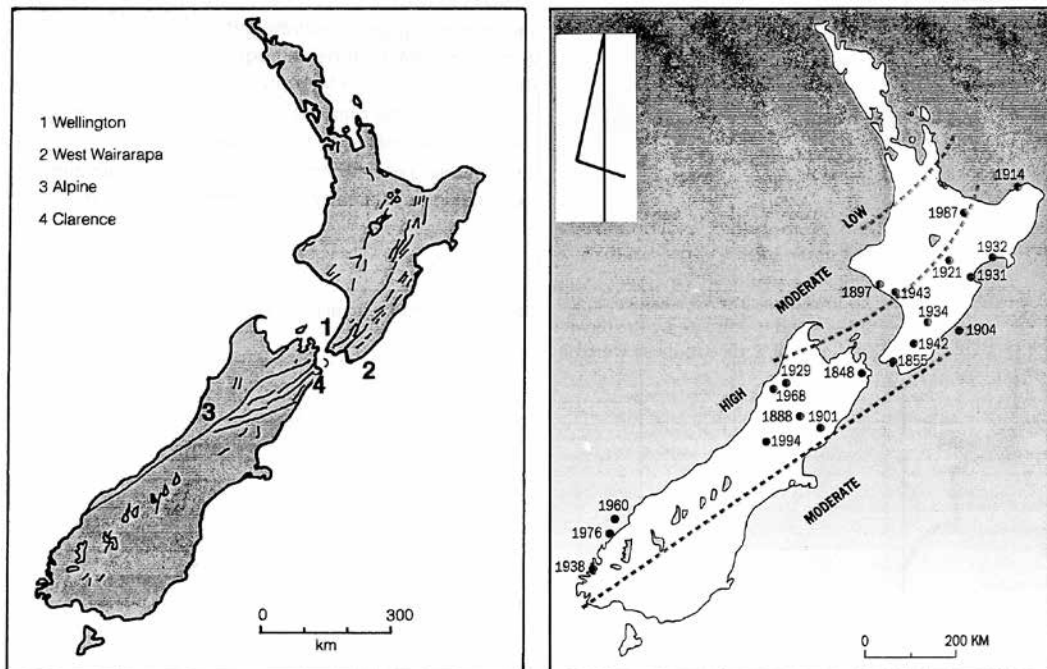 1 Wellington
2 West Wairarapa
3 Alpine
4 Clarence
1
2
4
3
0 300
km
1914
LOW
1987
1932
MODERATE
1921
1931
1897
1943
1934
1904
1942
1855
1848
1929
HIGH
1968
1888
1901
1994
MODERATE
1960
1976
1938
0 200 KM